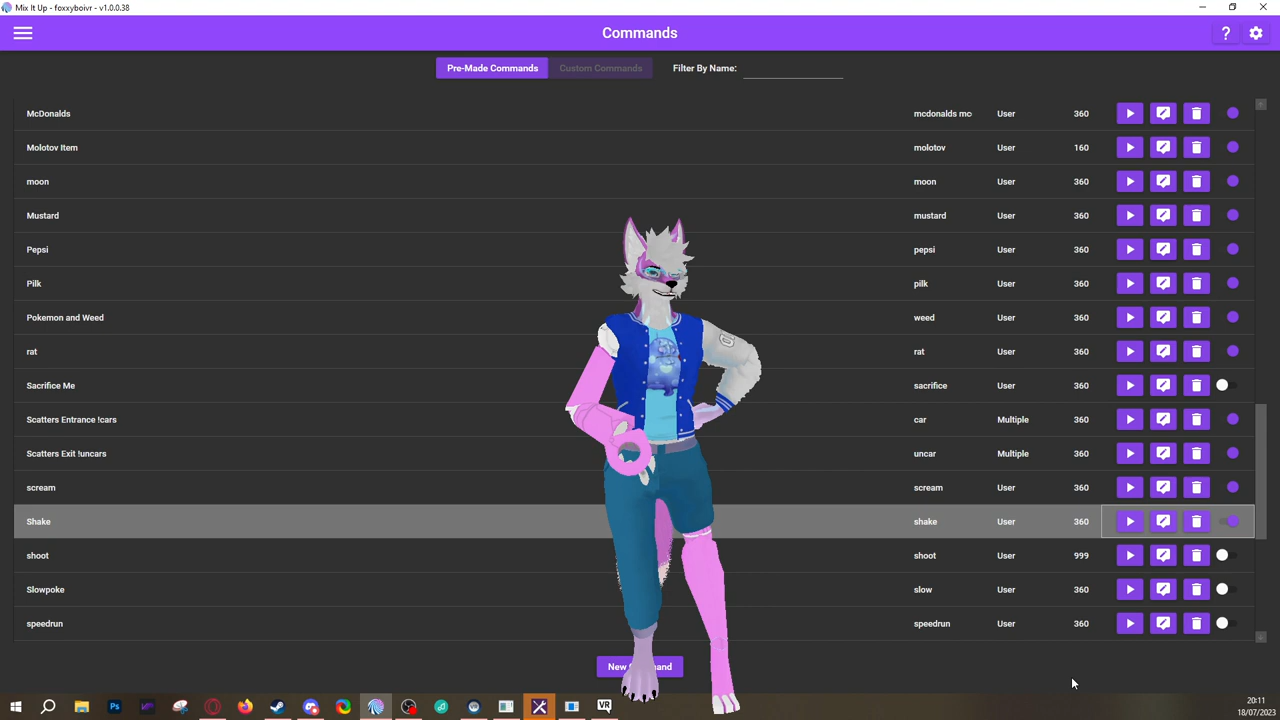 Mix It Up - foxxyboivr - v1.0.0.38
Commands
?
Pre-Made Commands Custom Commands Filter By Name:
McDonalds mcdonalds mc User 360
Molotov Item molotov User 160
moon moon User 360
Mustard mustard User 360
Pepsi pepsi User 360
Pilk pilk User 360
Pokemon and Weed weed User 360
rat rat User 360
Sacrifice Me sacrifice User 360
Scatters Entrance !cars car Multiple 360
Scatters Exit !uncars uncar Multiple 360
scream scream User 360
Shake shake User 360
shoot shoot User 999
Slowpoke slow User 360
speedrun speedrun User 360
New mand
Ps VR
20:11
18/07/2023